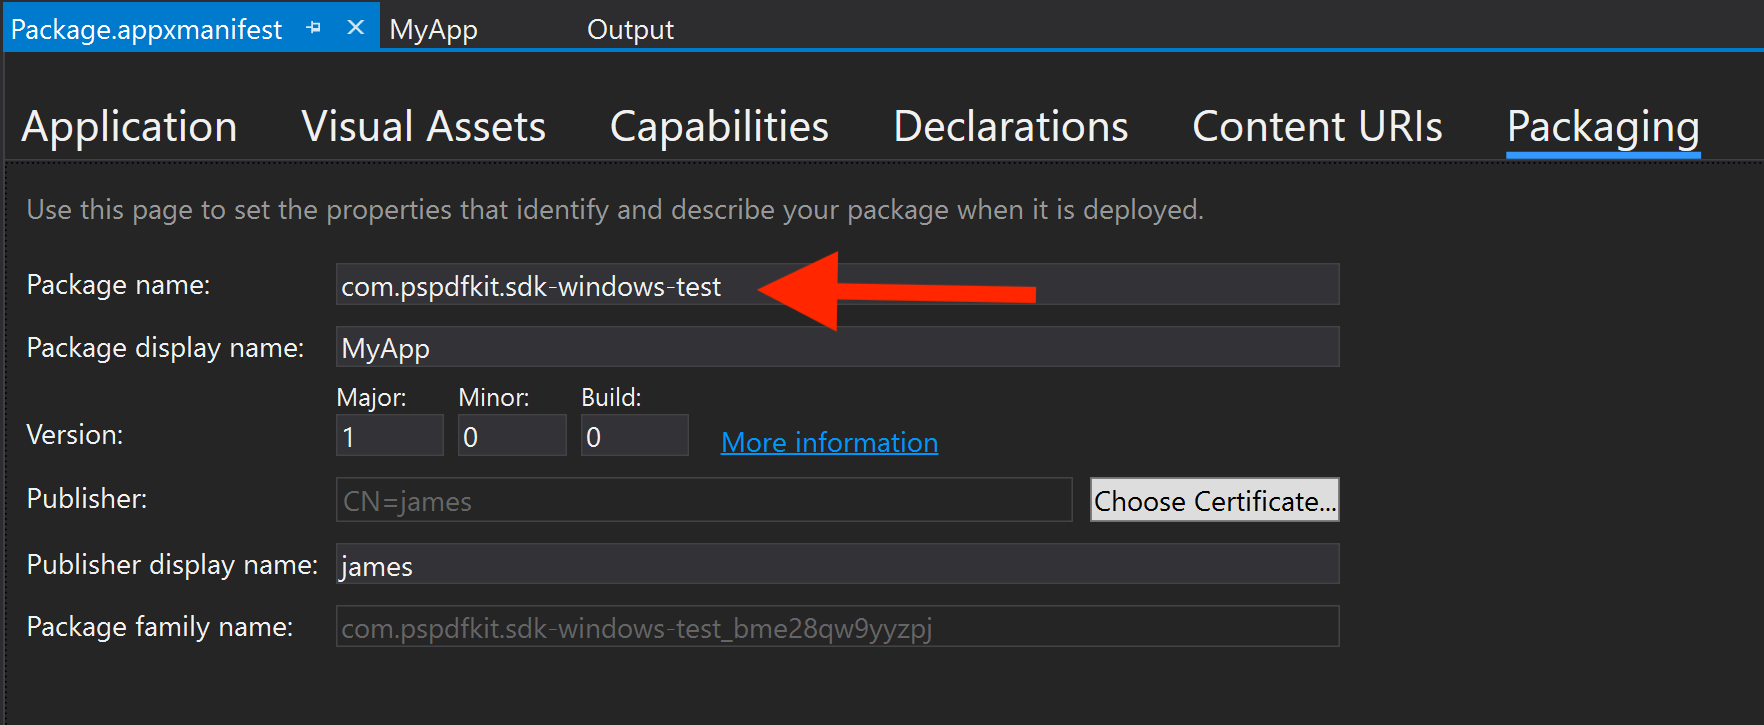 Package.appxmanifest MyApp Output
Application Visual Assets Capabilities Declarations Content URIs Packaging
Use this page to set the properties that identify and describe your package when it is deployed.
Package name: com.pspdfkit.sdk-windows-test
Package display name: MyApp
Major: Minor: Build:
Version: 1 0 0 More information
Publisher: CN=james Choose Certificate...
Publisher display name: james
Package family name: com.pspdfkit.sdk-windows-test_bme28qw9yyzpj